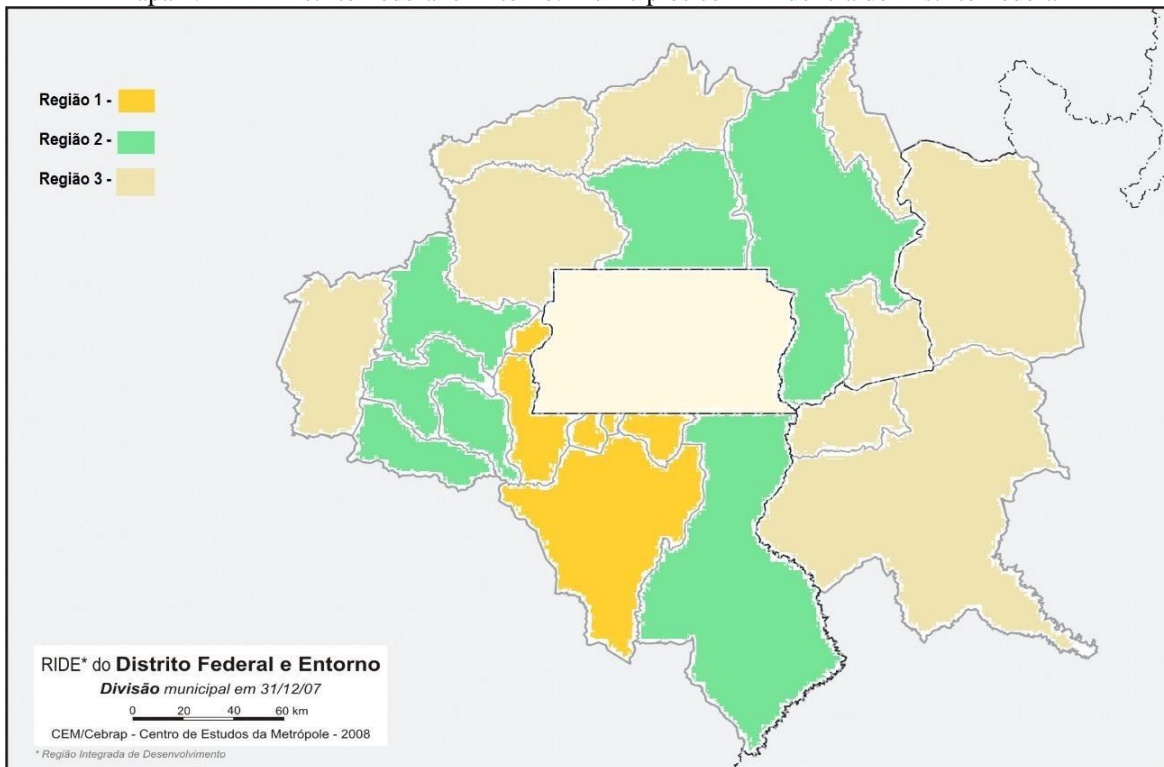 Região 1 -
Região 2 -
Região 3 -
RIDE* do Distrito Federal e Entorno
Divisão municipal em 31/12/07
0 20 40 60 km
CEM/Cebrap - Centro de Estudos da Metrópole - 2008
* Região Integrada de Desenvolvimento